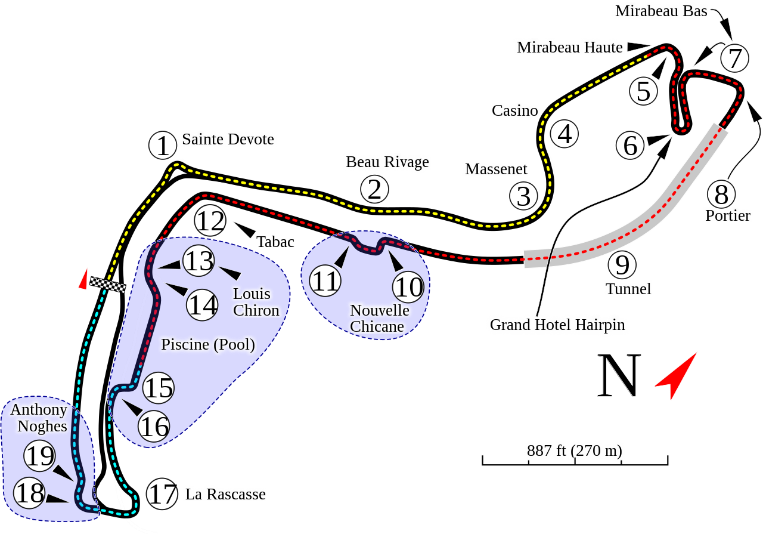 Mirabeau Bas
Mirabeau Haute
7
5
Casino
4
6
1
Sainte Devote
Beau Rivage
2
Massenet
3
8
Portier
12
Tabac
13
Louis
Chiron
14
11
10
Nouvelle
Chicane
9
Tunnel
Grand Hotel Hairpin
Piscine (Pool)
N
15
16
Anthony
Noghes
19
18
17
La Rascasse
887 ft (270 m)